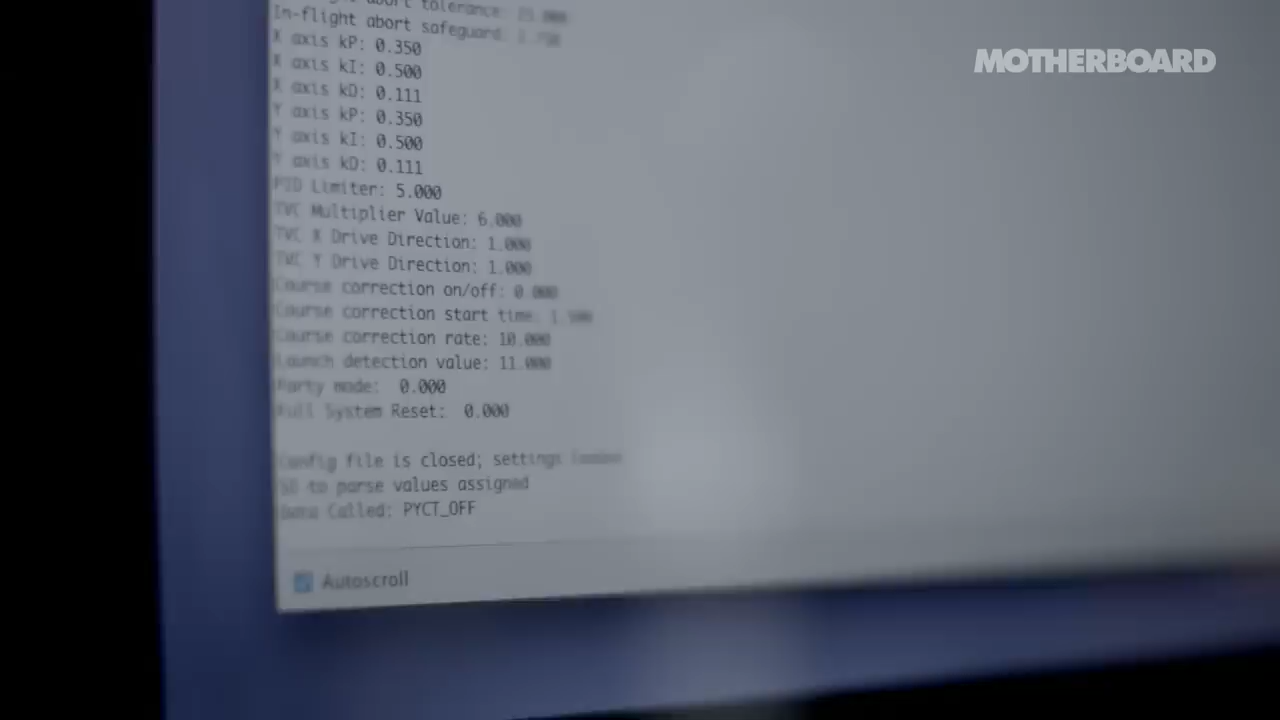 abort tolerance:
In-flight abort safeguard:
X axis kP: 0.350
X axis kI: 0.500
X axis kD: 0.111
Y axis kP: 0.350
Y axis kI: 0.500
Y axis kD: 0.111
PID Limiter: 5.000
TVC Multiplier Value: 6.000
TVC X Drive Direction: 1.000
TVC Y Drive Direction: 1.000
Course correction on/off: 0.000
Course correction start time:
Course correction rate: 10.000
Launch detection value: 11.000
Party mode: 0.000
Full System Reset: 0.000
Config file is closed; settings
SD to parse values assigned
Called: PYCT_OFF
Autoscroll
MOTHERBOARD